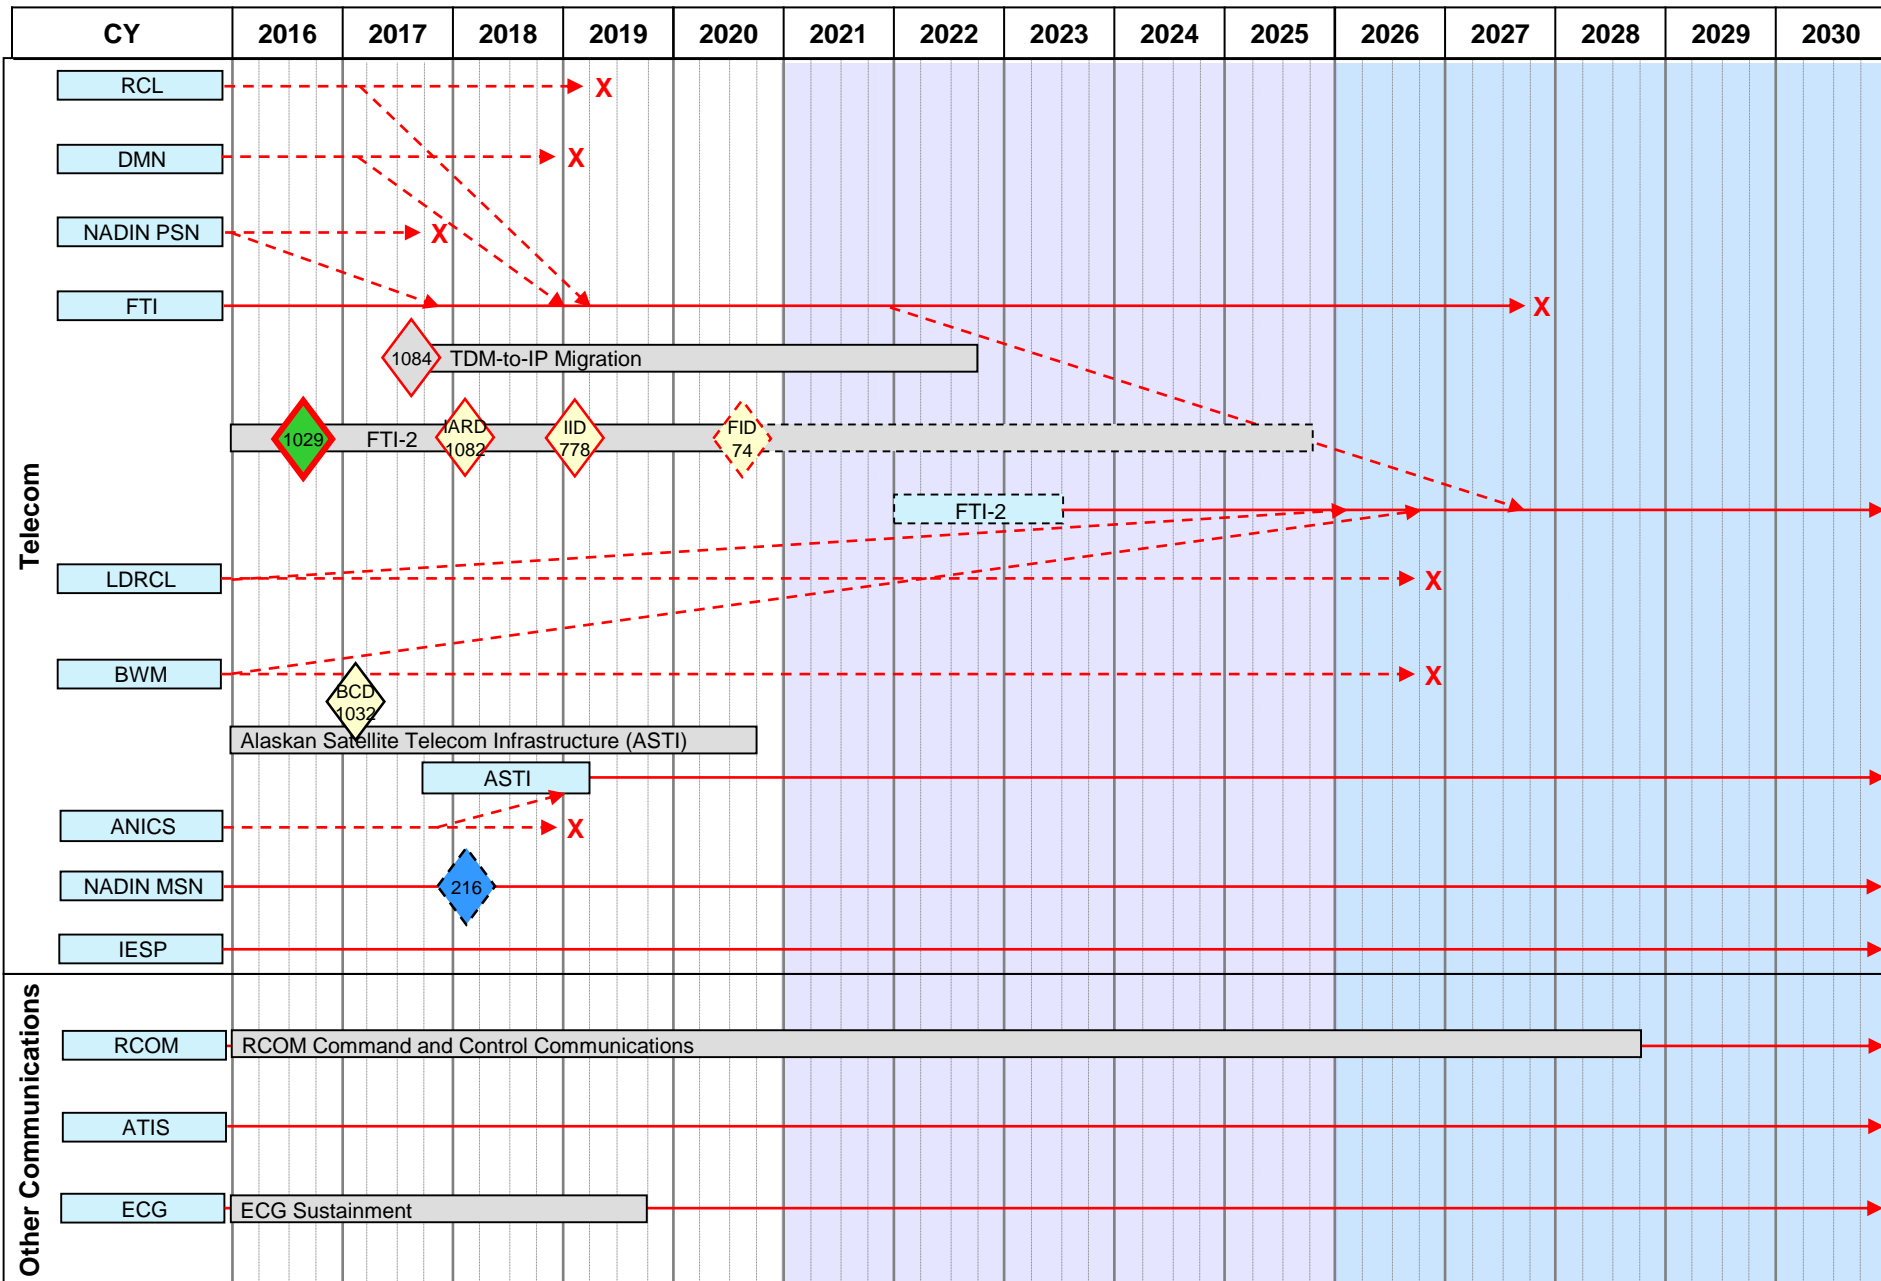 CY 2016 2017 2018 2019 2020 2021 2022 2023 2024 2025 2026 2027 2028 2029 2030
Telecom
RCL X
DMN X
NADIN PSN X
FTI X
1084 TDM-to-IP Migration
1029 FTI-2 IARD 1082 IID 778 FID 74
FTI-2
LDRCL X
BWM X
BCD
1032
Alaskan Satellite Telecom Infrastructure (ASTI)
ASTI
ANICS X
NADIN MSN 216
IESP
Other Communications
RCOM RCOM Command and Control Communications
ATIS
ECG ECG Sustainment